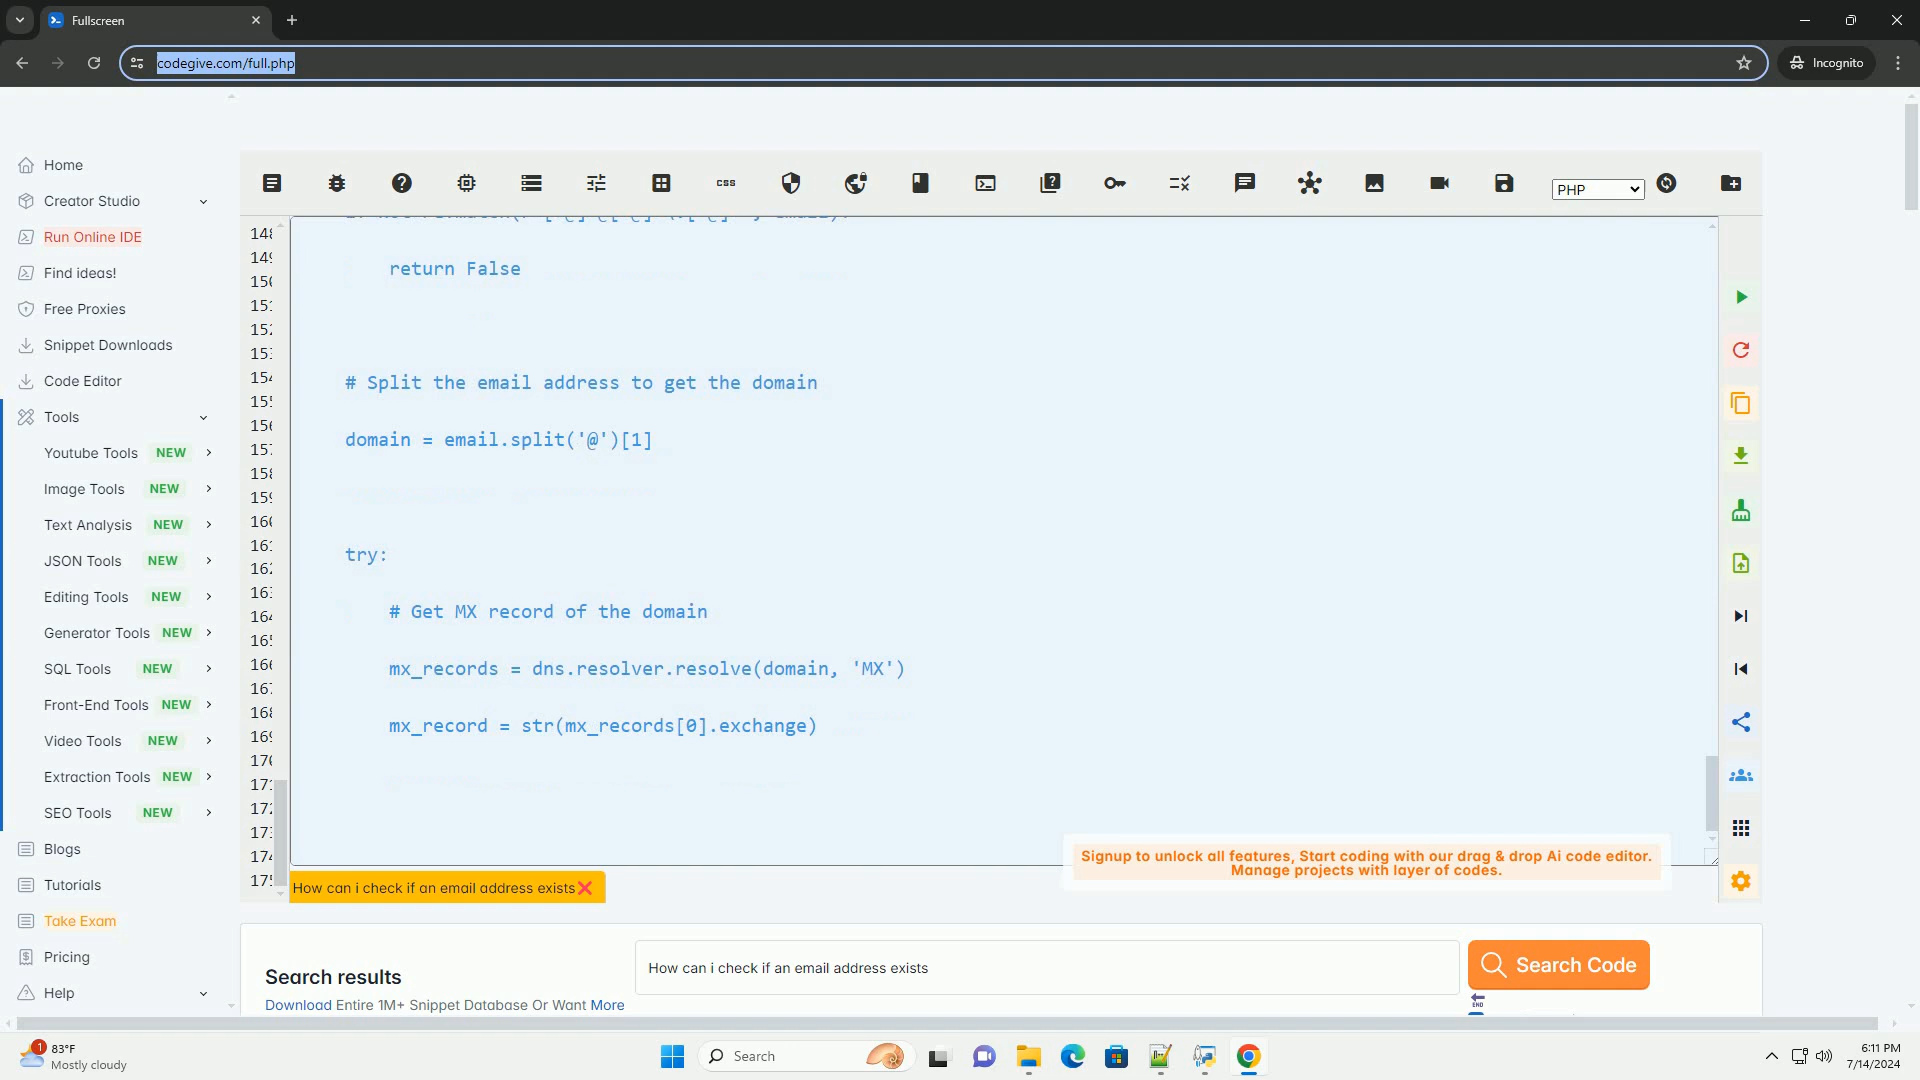 Fullscreen
codegive.com/full.php
Incognito
Home
Creator Studio
Run Online IDE
Find ideas!
Free Proxies
Snippet Downloads
Code Editor
Tools
Youtube Tools NEW
Image Tools NEW
Text Analysis NEW
JSON Tools NEW
Editing Tools NEW
Generator Tools NEW
SQL Tools NEW
Front-End Tools NEW
Video Tools NEW
Extraction Tools NEW
SEO Tools NEW
Blogs
Tutorials
Take Exam
Pricing
Help
css
PHP
return False
# Split the email address to get the domain
domain = email.split('@')[1]
try:
# Get MX record of the domain
mx_records = dns.resolver.resolve(domain, 'MX')
mx_record = str(mx_records[0].exchange)
Signup to unlock all features, Start coding with our drag & drop Ai code editor.
Manage projects with layer of codes.
How can i check if an email address exists
Search results
How can i check if an email address exists
Search Code
Download Entire 1M+ Snippet Database Or Want More
END
1
83°F
Mostly cloudy
Search
6:11 PM
7/14/2024